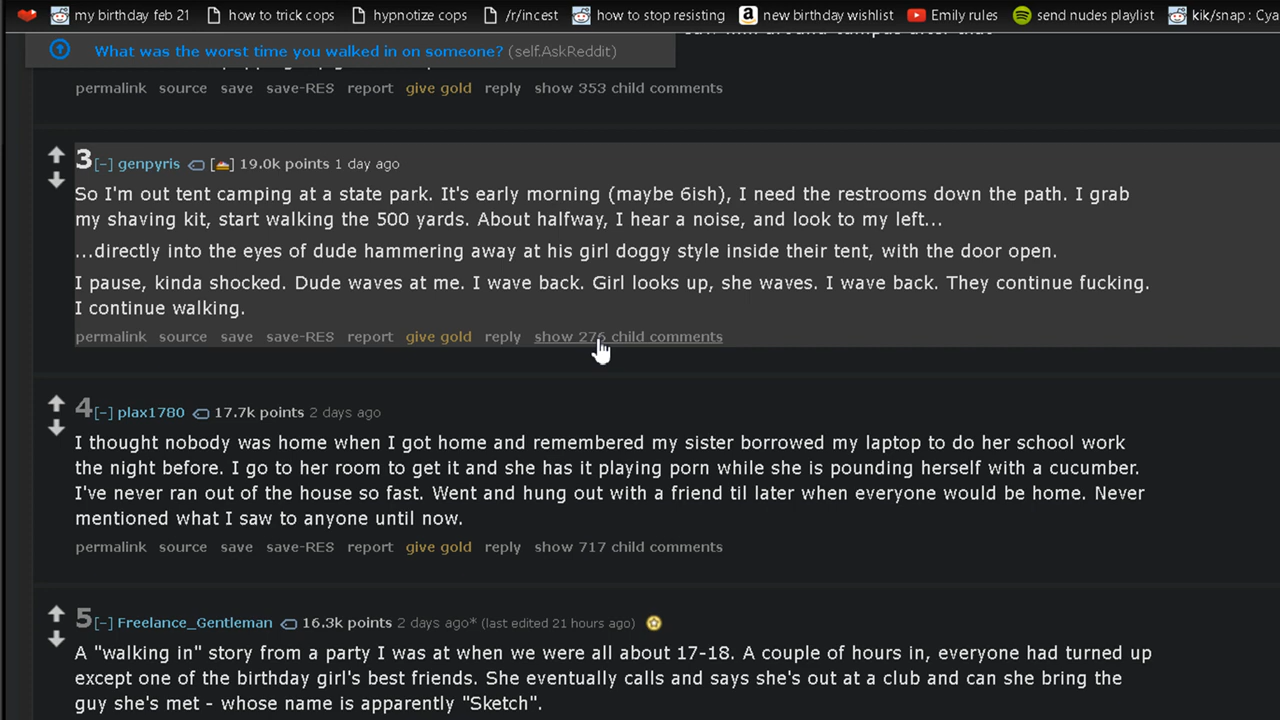 my birthday feb 21 how to trick cops hypnotize cops /r/incest how to stop resisting new birthday wishlist Emily rules send nudes playlist kik/snap : Cya
What was the worst time you walked in on someone? (self.AskReddit)
permalink source save save-RES report give gold reply show 353 child comments
3 [–] genpyris [ ] 19.0k points 1 day ago
So I'm out tent camping at a state park. It's early morning (maybe 6ish), I need the restrooms down the path. I grab
my shaving kit, start walking the 500 yards. About halfway, I hear a noise, and look to my left...
...directly into the eyes of dude hammering away at his girl doggy style inside their tent, with the door open.
I pause, kinda shocked. Dude waves at me. I wave back. Girl looks up, she waves. I wave back. They continue fucking.
I continue walking.
permalink source save save-RES report give gold reply show 276 child comments
4 [–] plax1780 17.7k points 2 days ago
I thought nobody was home when I got home and remembered my sister borrowed my laptop to do her school work
the night before. I go to her room to get it and she has it playing porn while she is pounding herself with a cucumber.
I've never ran out of the house so fast. Went and hung out with a friend til later when everyone would be home. Never
mentioned what I saw to anyone until now.
permalink source save save-RES report give gold reply show 717 child comments
5 [–] Freelance_Gentleman 16.3k points 2 days ago* (last edited 21 hours ago)
A "walking in" story from a party I was at when we were all about 17-18. A couple of hours in, everyone had turned up
except one of the birthday girl's best friends. She eventually calls and says she's out at a club and can she bring the
guy she's met - whose name is apparently "Sketch".